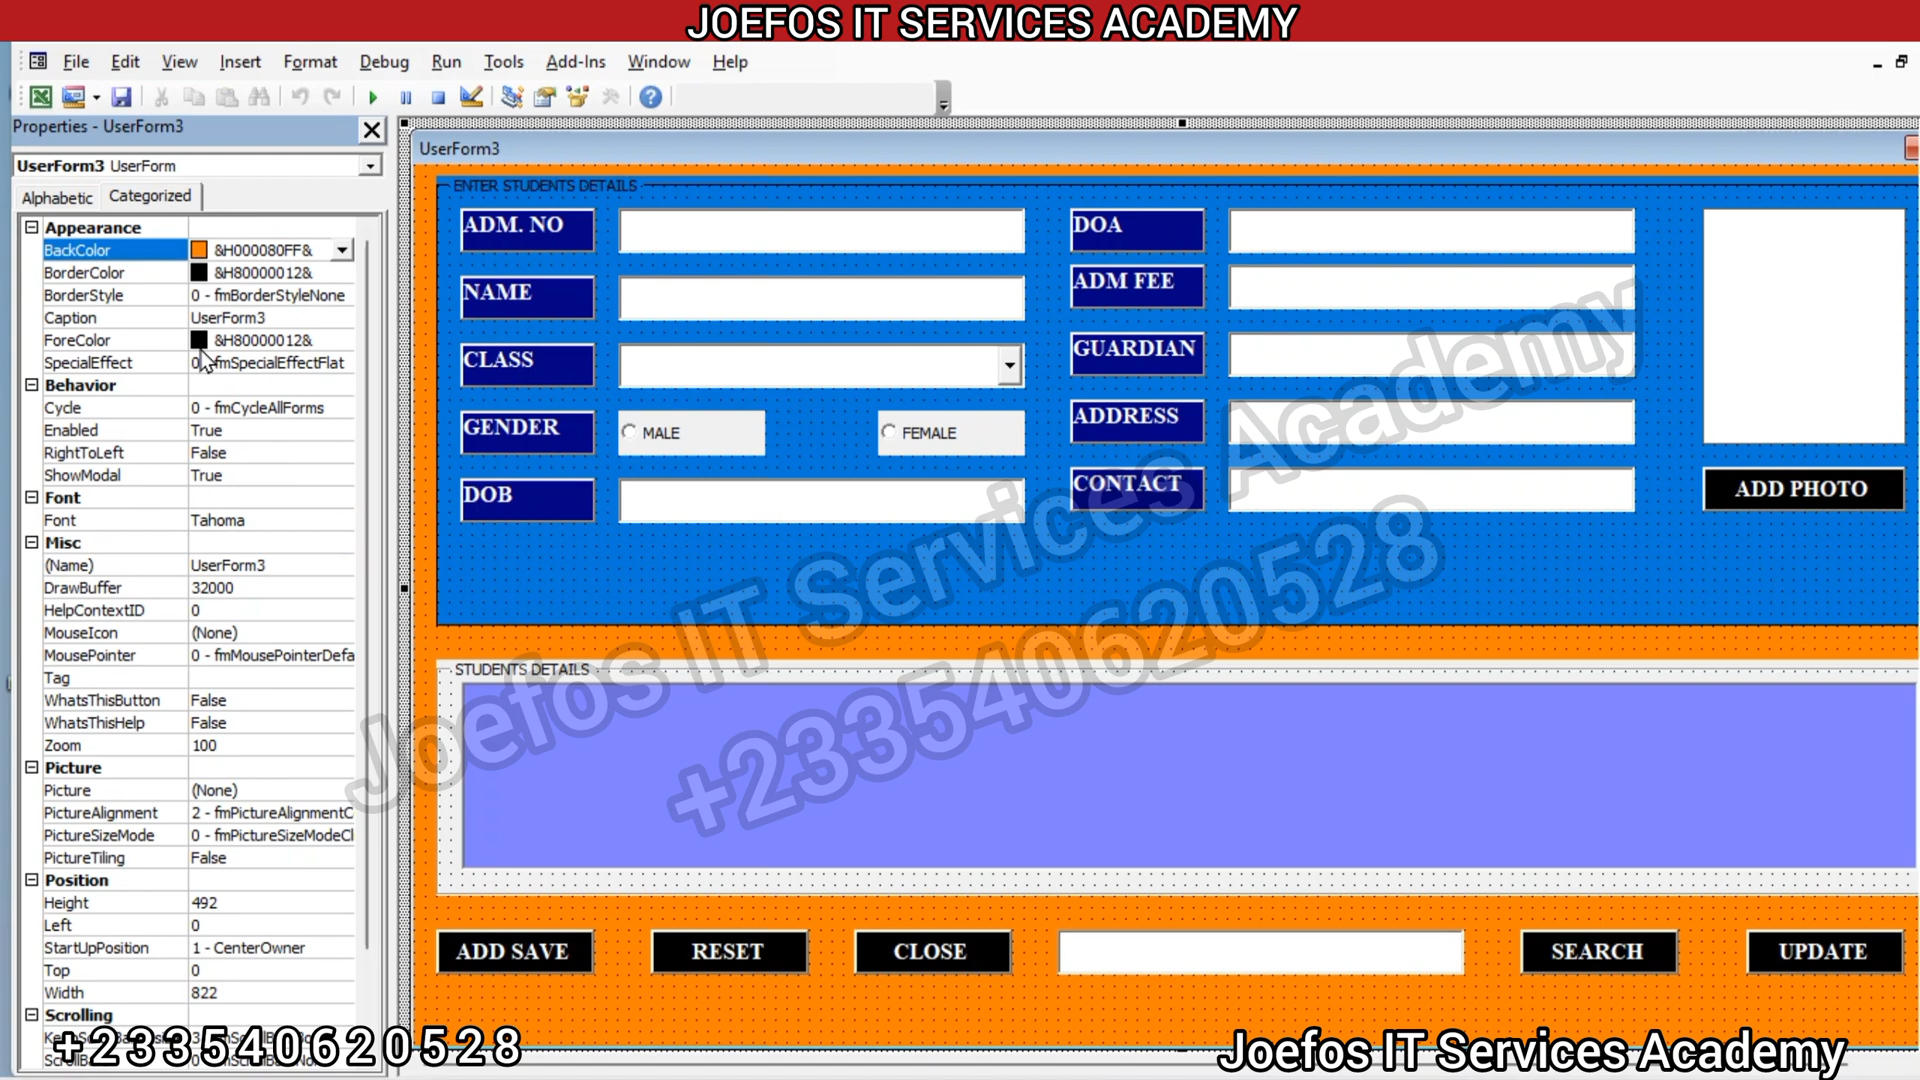 JOEFOS IT SERVICES ACADEMY
File Edit View Insert Format Debug Run Tools Add-Ins Window Help
Properties - UserForm3
UserForm3 UserForm
Alphabetic Categorized
Appearance
BackColor &H000080FF&
BorderColor &H80000012&
BorderStyle 0 - fmBorderStyleNone
Caption UserForm3
ForeColor &H80000012&
SpecialEffect 0 - fmSpecialEffectFlat
Behavior
Cycle 0 - fmCycleAllForms
Enabled True
RightToLeft False
ShowModal True
Font
Font Tahoma
Misc
(Name) UserForm3
DrawBuffer 32000
HelpContextID 0
MouseIcon (None)
MousePointer 0 - fmMousePointerDefa
Tag
WhatsThisButton False
WhatsThisHelp False
Zoom 100
Picture
Picture (None)
PictureAlignment 2 - fmPictureAlignmentC
PictureSizeMode 0 - fmPictureSizeModeCl
PictureTiling False
Position
Height 492
Left 0
StartUpPosition 1 - CenterOwner
Top 0
Width 822
Scrolling
UserForm3
ENTER STUDENTS DETAILS
ADM. NO DOA
NAME ADM FEE
CLASS GUARDIAN
GENDER MALE FEMALE ADDRESS
DOB CONTACT ADD PHOTO
STUDENTS DETAILS
ADD SAVE RESET CLOSE SEARCH UPDATE
Joefos IT Services Academy
+233540620528
+233540620528
Joefos IT Services Academy